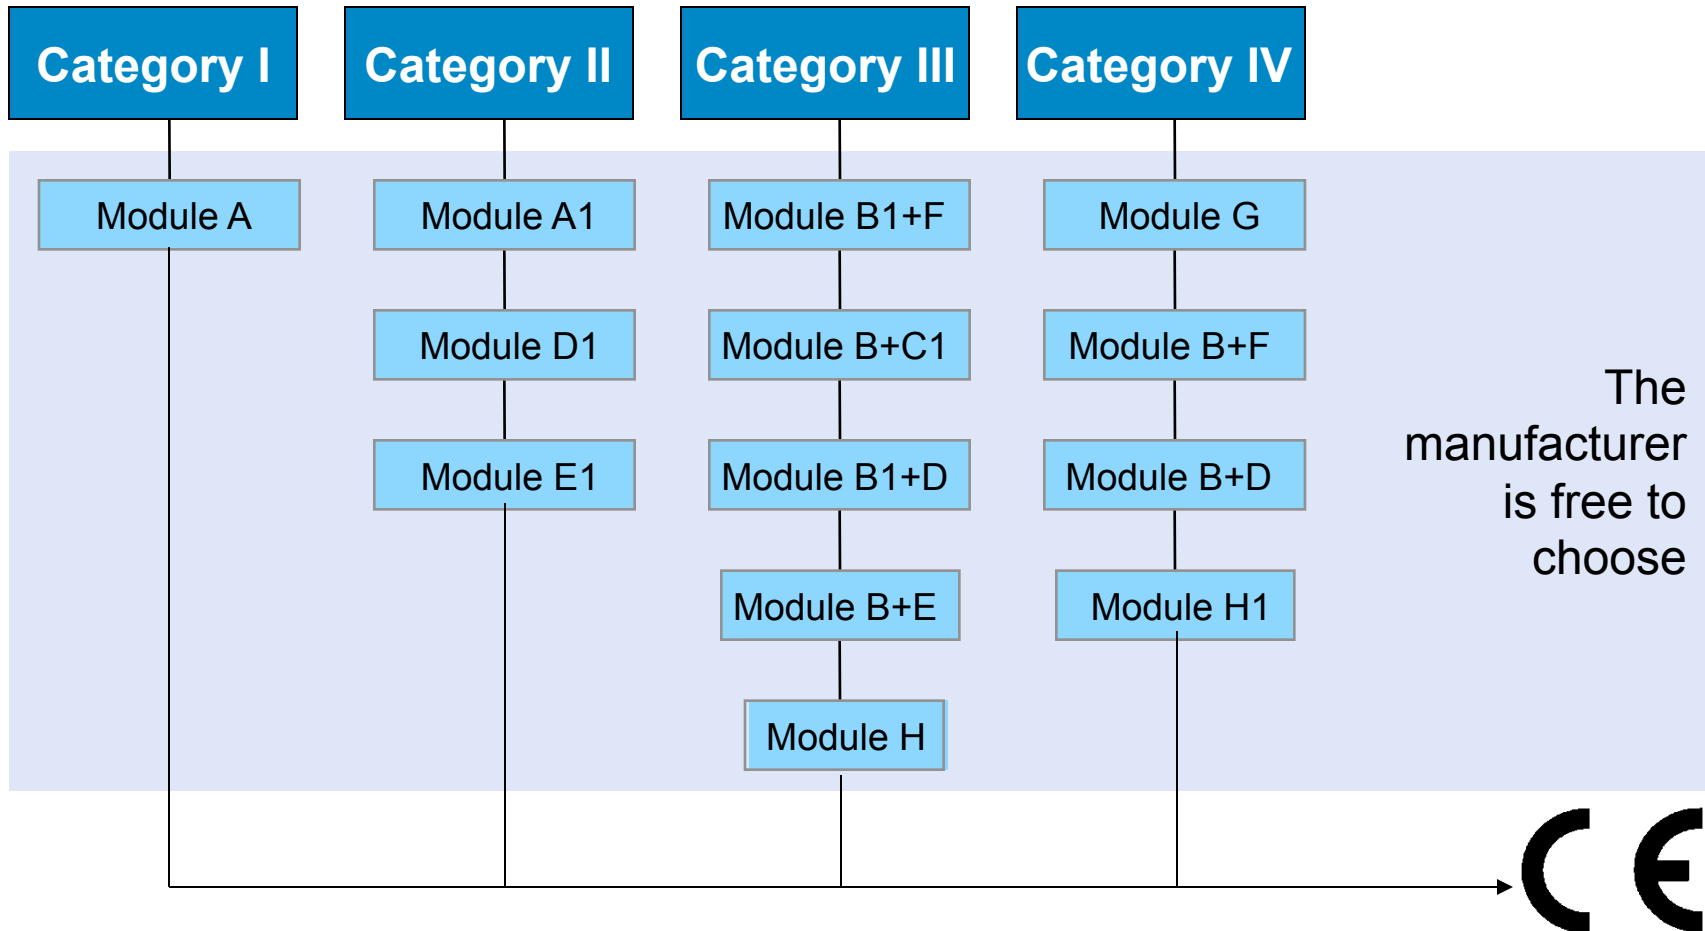 Category I
Category II
Category III
Category IV
Module A
Module A1
Module B1+F
Module G
Module D1
Module B+C1
Module B+F
Module E1
Module B1+D
Module B+D
Module B+E
Module H1
Module H
The
manufacturer
is free to
choose
CE